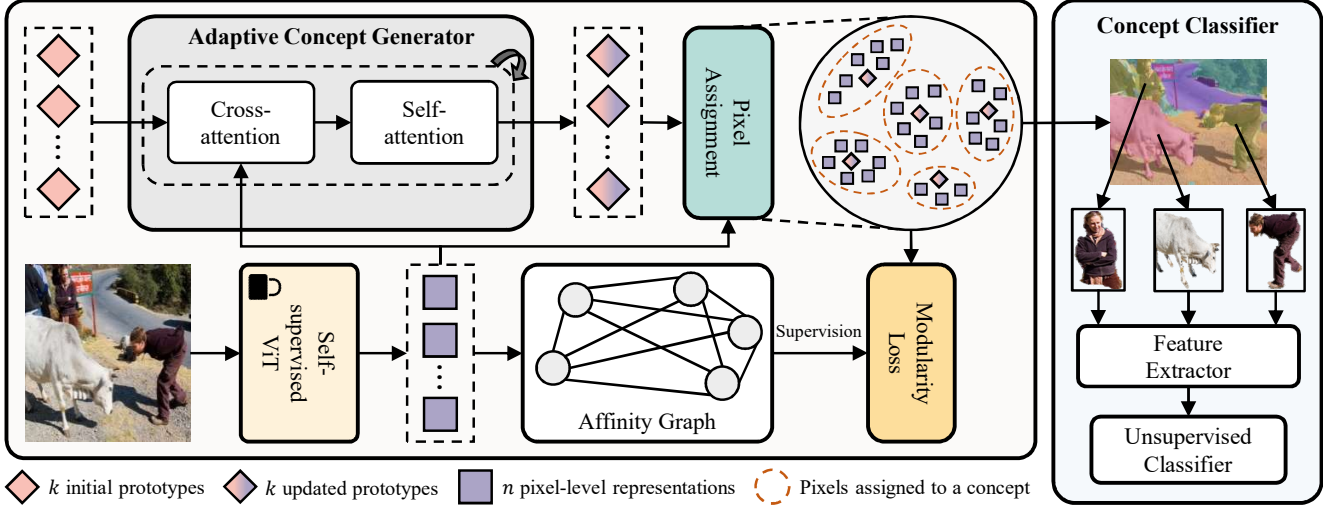 Adaptive Concept Generator
Cross-
attention
Self-
attention
Pixel
Assignment
Concept Classifier
Self-
supervised
ViT
Affinity Graph
Supervision
Modularity
Loss
Feature
Extractor
Unsupervised
Classifier
k initial prototypes
k updated prototypes
n pixel-level representations
Pixels assigned to a concept